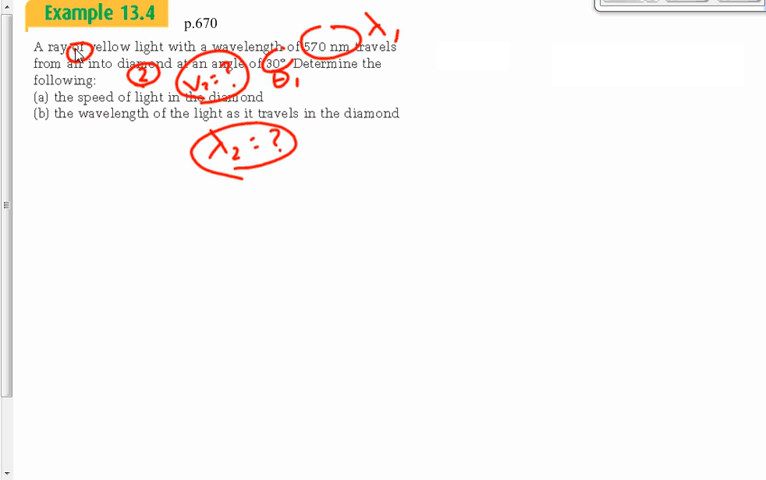 Example 13.4
p.670
λ₁
A ray of yellow light with a wavelength of 570 nm travels
from air into diamond at an angle of 30°. Determine the
② V₂=? θ₁
following:
(a) the speed of light in the diamond
(b) the wavelength of the light as it travels in the diamond
λ₂ = ?